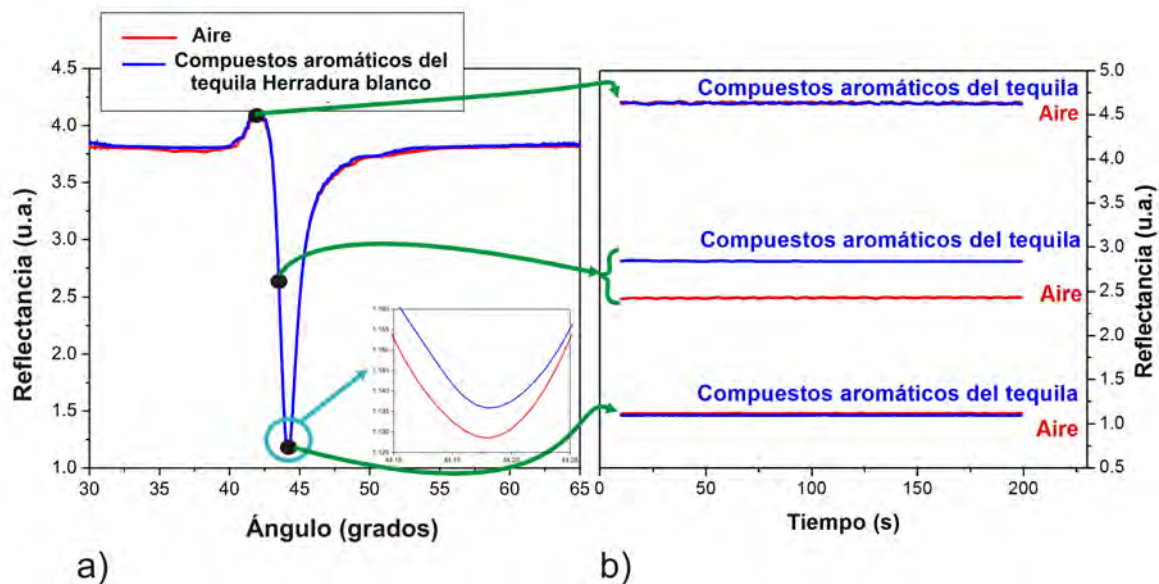 Aire
Compuestos aromáticos del
tequila Herradura blanco
4.5
4.0
3.5
3.0
2.5
2.0
1.5
1.0
Reflectancia (u.a.)
30
35
40
45
50
55
60
65
Ángulo (grados)
a)
Compuestos aromáticos del tequila
Aire
Compuestos aromáticos del tequila
Aire
Compuestos aromáticos del tequila
Aire
5.0
4.5
4.0
3.5
3.0
2.5
2.0
1.5
1.0
0.5
Reflectancia (u.a.)
0
50
100
150
200
Tiempo (s)
b)